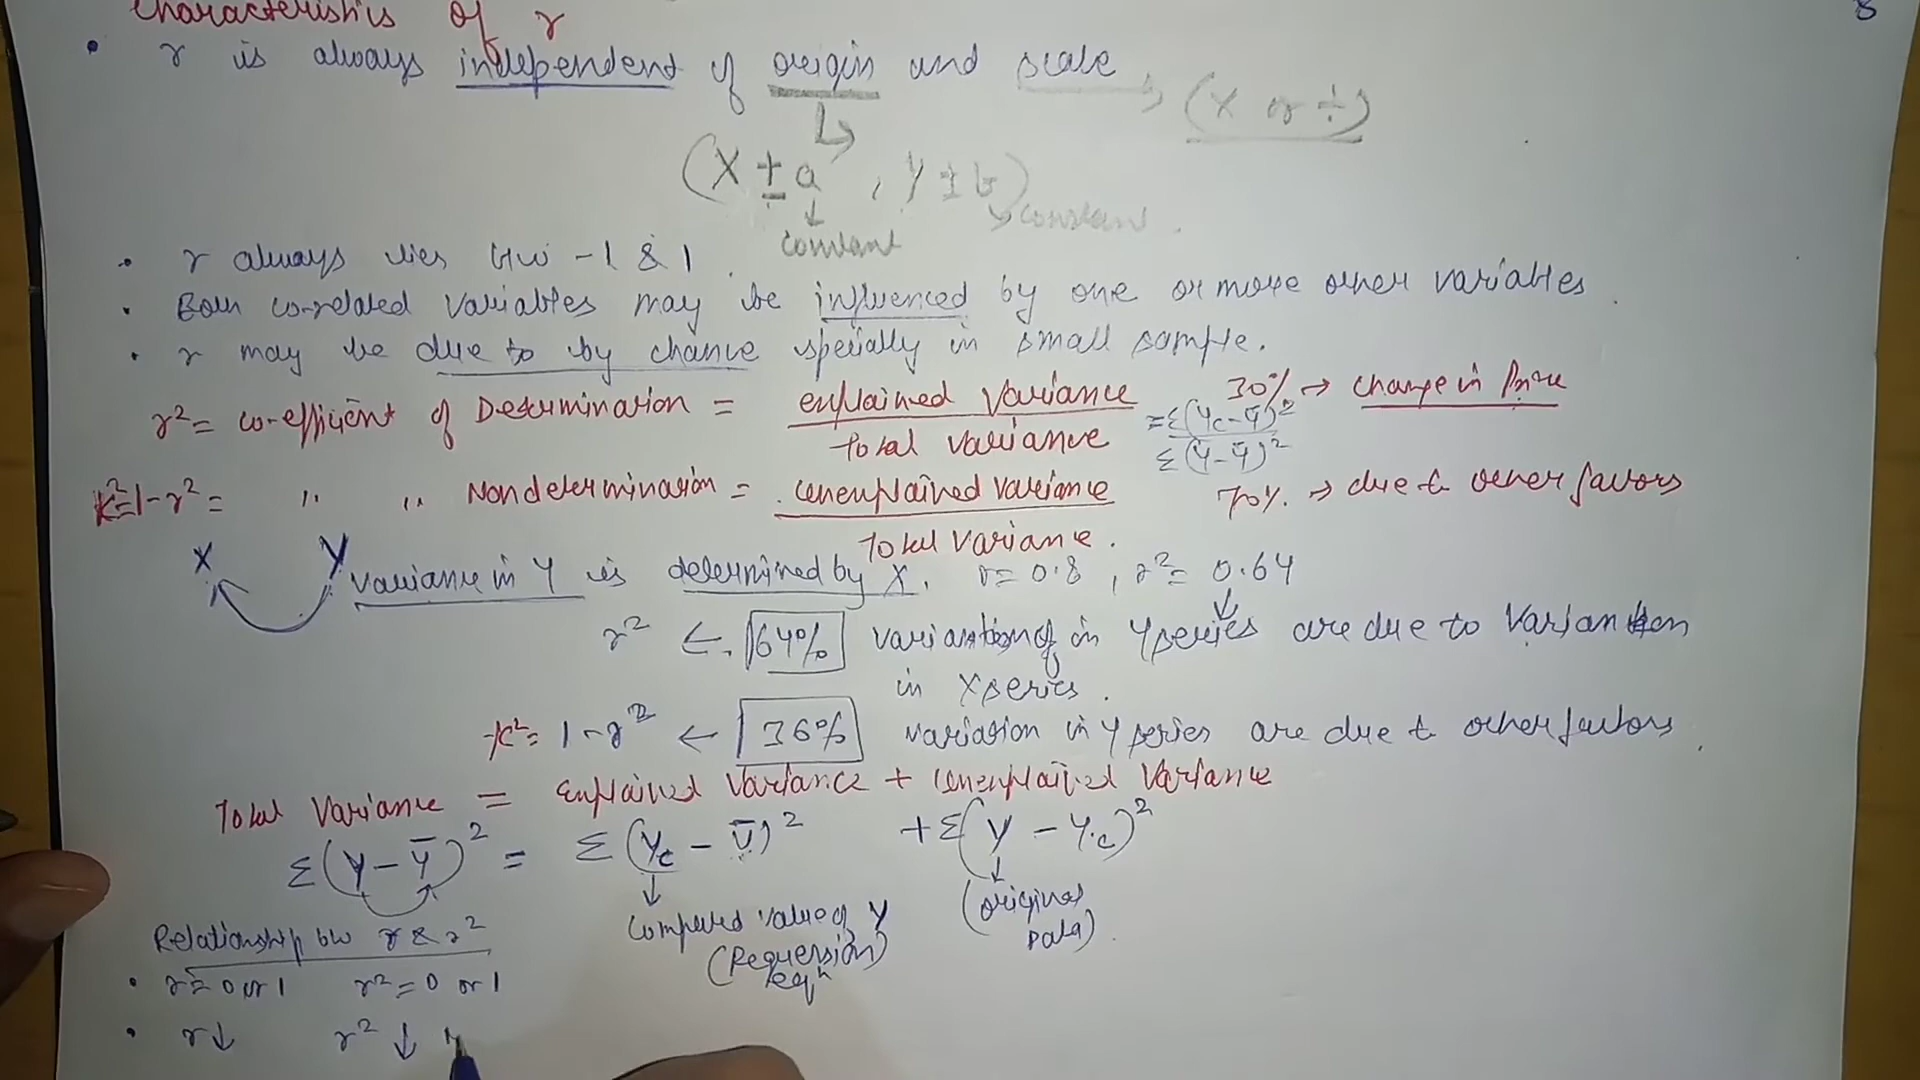 Characteristics of r
8
• r is always independent of origin and scale → (X or ÷)
(X ± a , Y ± b)
constant constant
• r always lies btw -1 & 1.
• Both co-related variables may be influenced by one or more other variables.
• r may be due to by chance specially in small sample.
r² = co-efficient of Determination = explained variance / Total variance = Σ(Yc - Ȳ)² / Σ(Y - Ȳ)² 30% → change in Price
K² = 1 - r² = " " Nondetermination = unexplained variance / Total variance. 70% → due to other factors
X Y variance in Y is determined by X. r = 0.8 , r² = 0.64
r² ← 64% in Y series are due to
in X series.
K² = 1 - r² ← 36% variation in Y series are due to other factors.
Total Variance = Explained Variance + Unexplained Variance
Σ(Y - Ȳ)² = Σ(Yc - Ȳ)² + Σ(Y - Yc)²
Computed value of Y (original
(Regression data)
eqⁿ)
Relationship bw r & r²
• r = 0 or 1 r² = 0 or 1
• r↓ r²↓